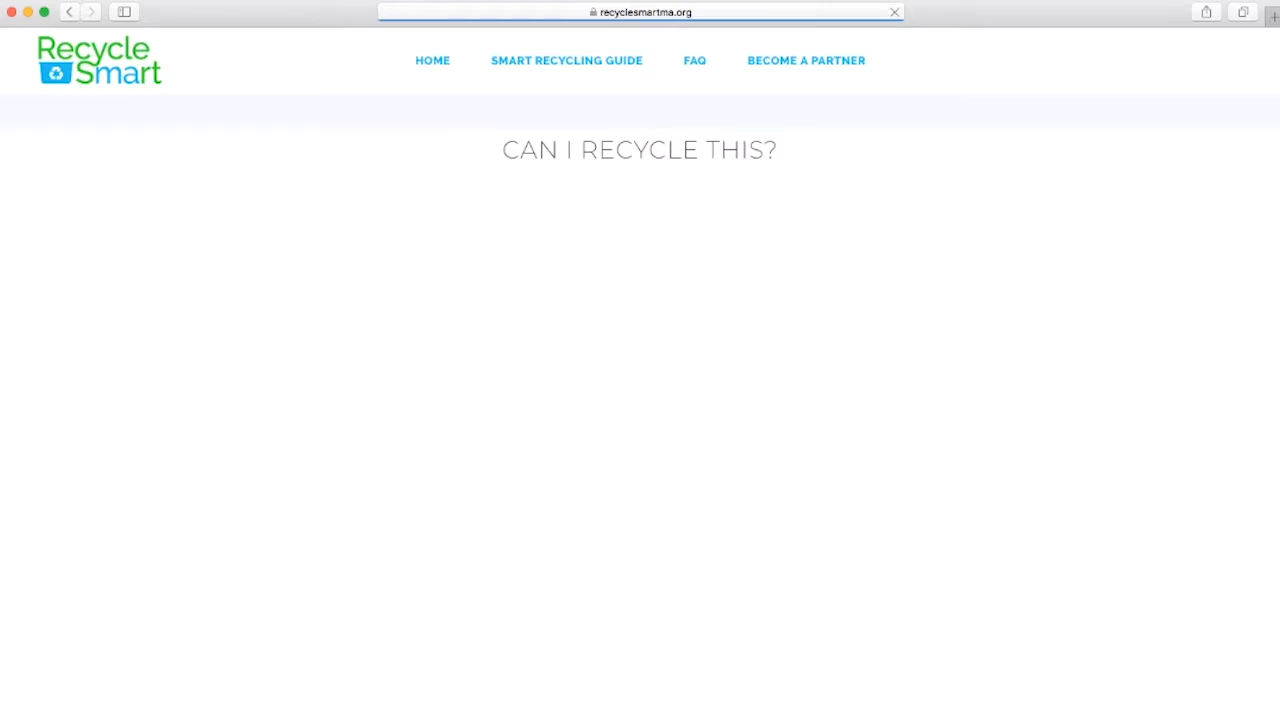 recyclesmartma.org
Recycle
Smart
HOME
SMART RECYCLING GUIDE
FAQ
BECOME A PARTNER
CAN I RECYCLE THIS?